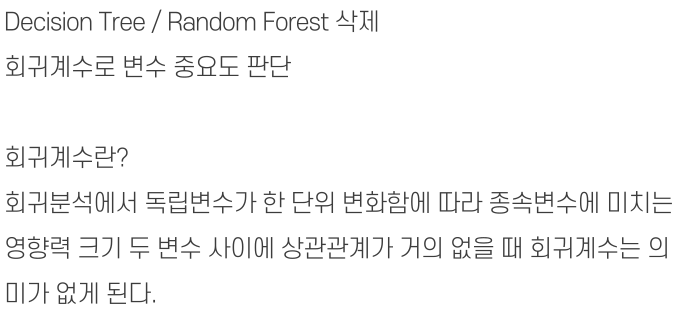 Decision Tree / Random Forest 삭제
회귀계수로 변수 중요도 판단
회귀계수란?
회귀분석에서 독립변수가 한 단위 변화함에 따라 종속변수에 미치는
영향력 크기 두 변수 사이에 상관관계가 거의 없을 때 회귀계수는 의
미가 없게 된다.